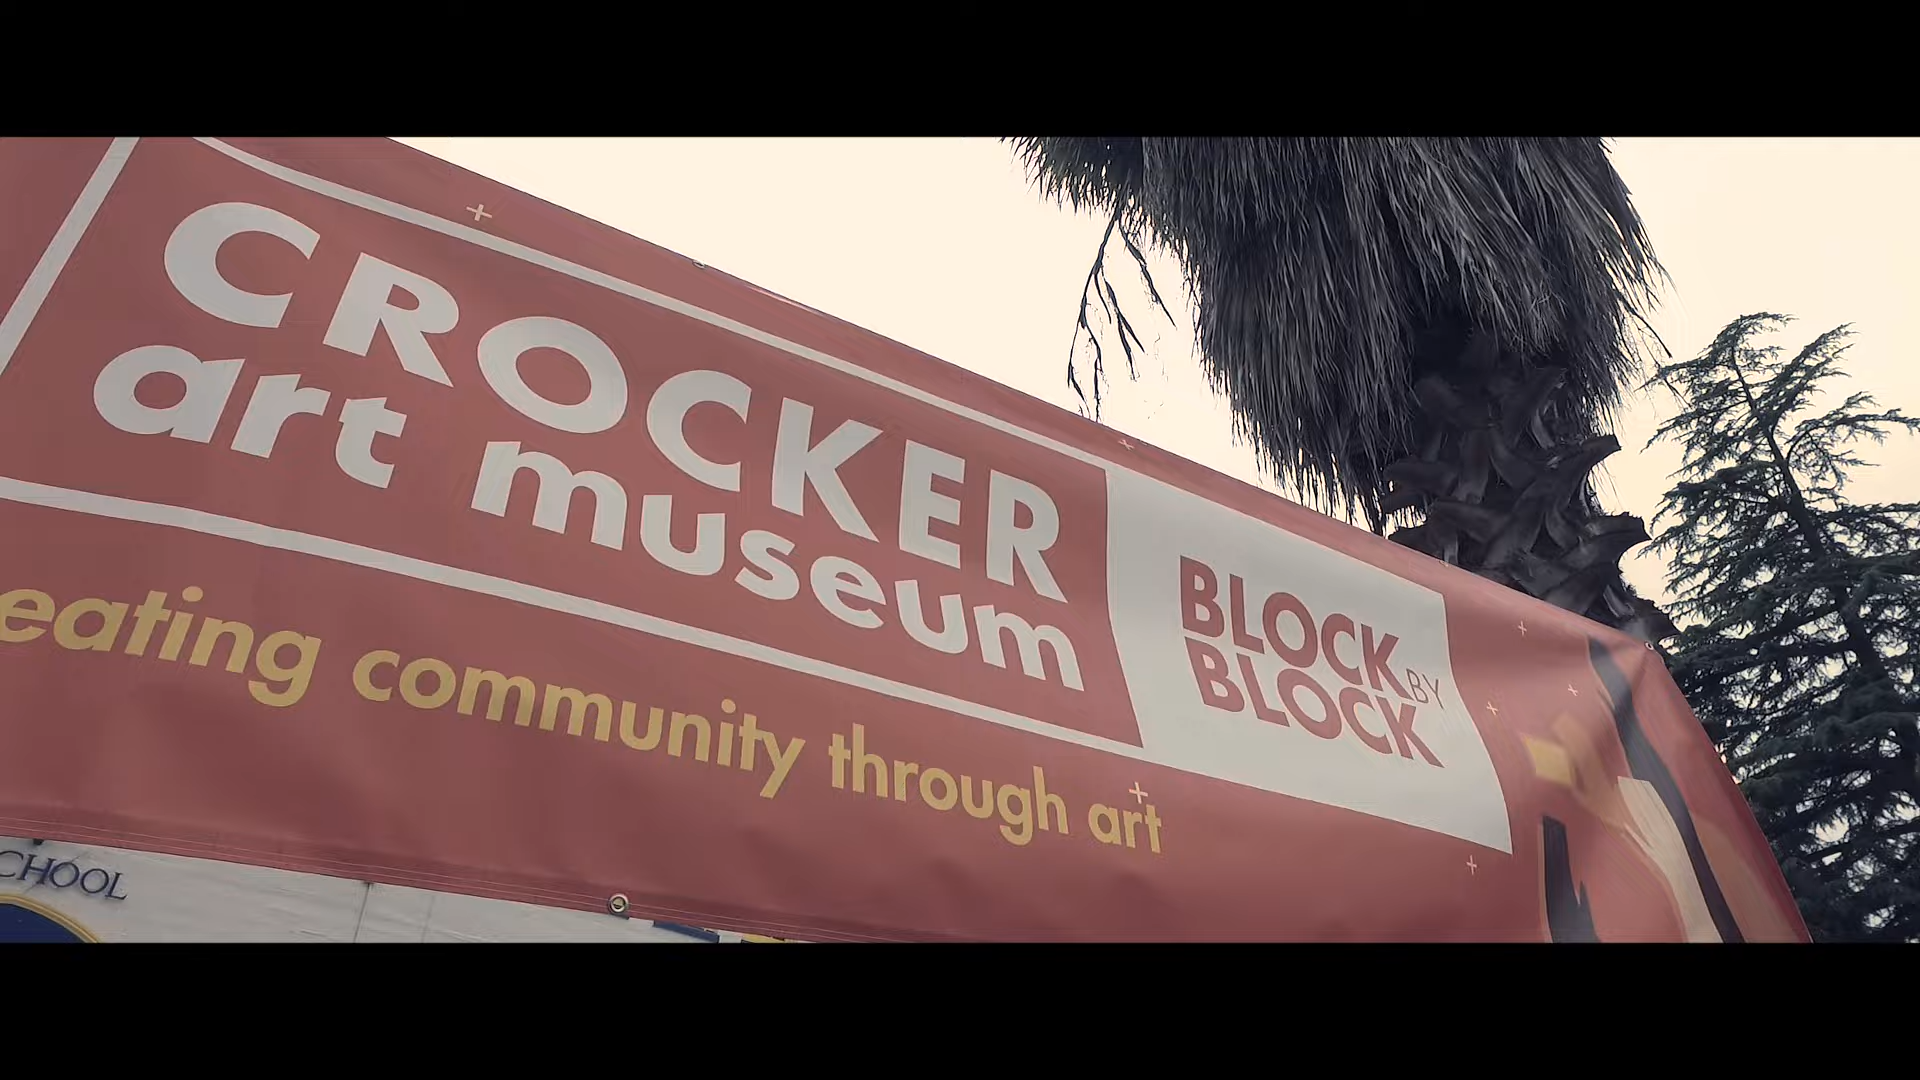 CROCKER
art museum
BLOCK BY
BLOCK
eating community through art
CHOOL